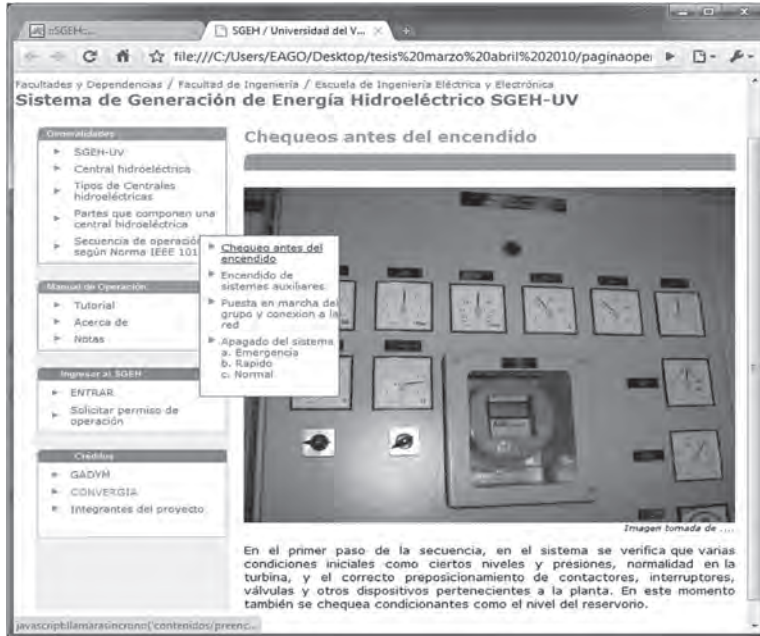 ::SGEH::...
SGEH / Universidad del V...
file:///C:/Users/EAGO/Desktop/tesis%20marzo%20abril%202010/paginaoper
Facultades y Dependencias / Facultad de Ingeniería / Escuela de Ingeniería Eléctrica y Electrónica
Sistema de Generación de Energía Hidroeléctrico SGEH-UV
Generalidades
SGEH-UV
Central hidroeléctrica
Tipos de Centrales
hidroeléctricas
Partes que componen una
central hidroeléctrica
Secuencia de operación
según Norma IEEE 101
Chequeo antes del
encendido
Encendido de
sistemas auxiliares
Puesta en marcha del
grupo y conexion a la
red
Apagado del sistema
a. Emergencia
b. Rapido
c. Normal
Manual de Operación
Tutorial
Acerca de
Notas
Ingresar al SGEH
ENTRAR
Solicitar permiso de
operación
Créditos
GADYM
CONVERGIA
Integrantes del proyecto
Chequeos antes del encendido
Imagen tomada de ....
En el primer paso de la secuencia, en el sistema se verifica que varias
condiciones iniciales como ciertos niveles y presiones, normalidad en la
turbina, y el correcto preposicionamiento de contactores, interruptores,
válvulas y otros dispositivos pertenecientes a la planta. En este momento
también se chequea condicionantes como el nivel del reservorio.
javascript:llamarasincrono('contenidos/preenc...